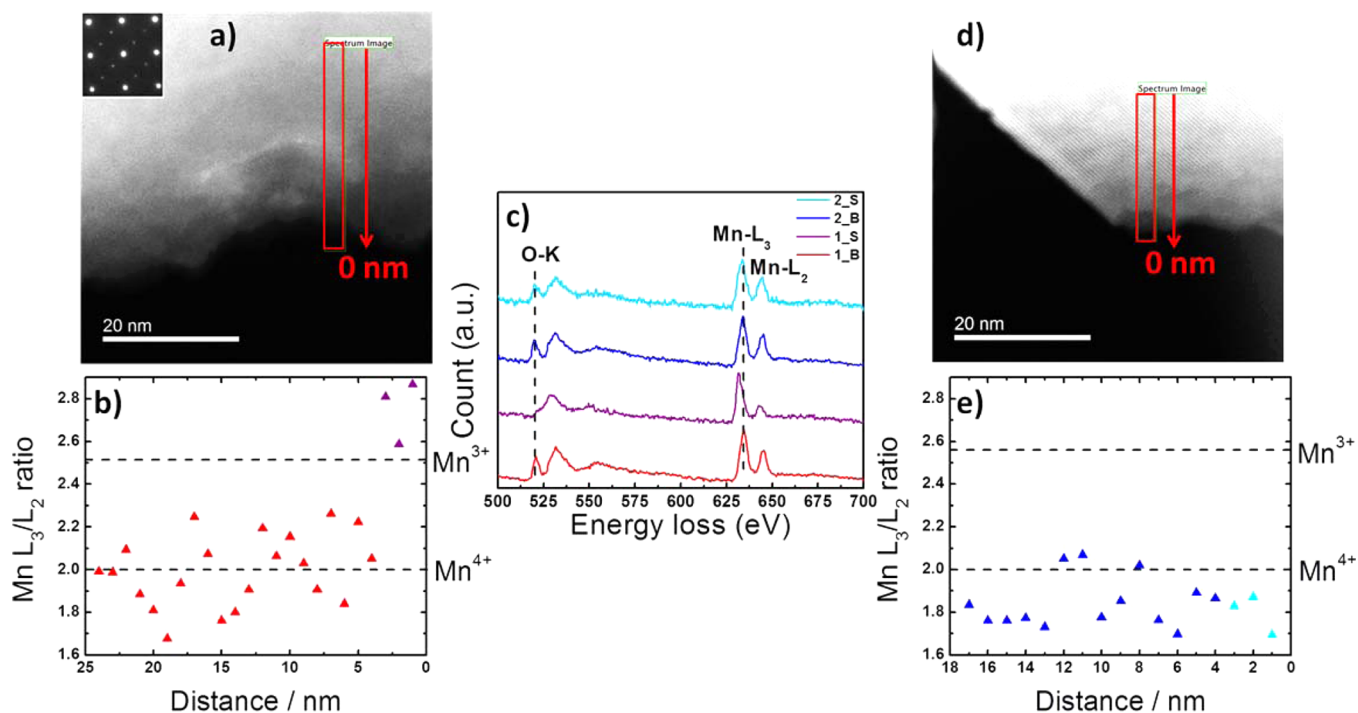 a)
Spectrum Image
0 nm
20 nm
b)
Mn L3/L2 ratio
2.8
2.6
2.4
2.2
2.0
1.8
1.6
Mn3+
Mn4+
25
20
15
10
5
0
Distance / nm
c)
2_S
2_B
1_S
1_B
O-K
Mn-L3
Mn-L2
Count (a.u.)
500
525
550
575
600
625
650
675
700
Energy loss (eV)
d)
Spectrum Image
0 nm
20 nm
e)
Mn L3/L2 ratio
2.8
2.6
2.4
2.2
2.0
1.8
1.6
Mn3+
Mn4+
18
16
14
12
10
8
6
4
2
0
Distance / nm